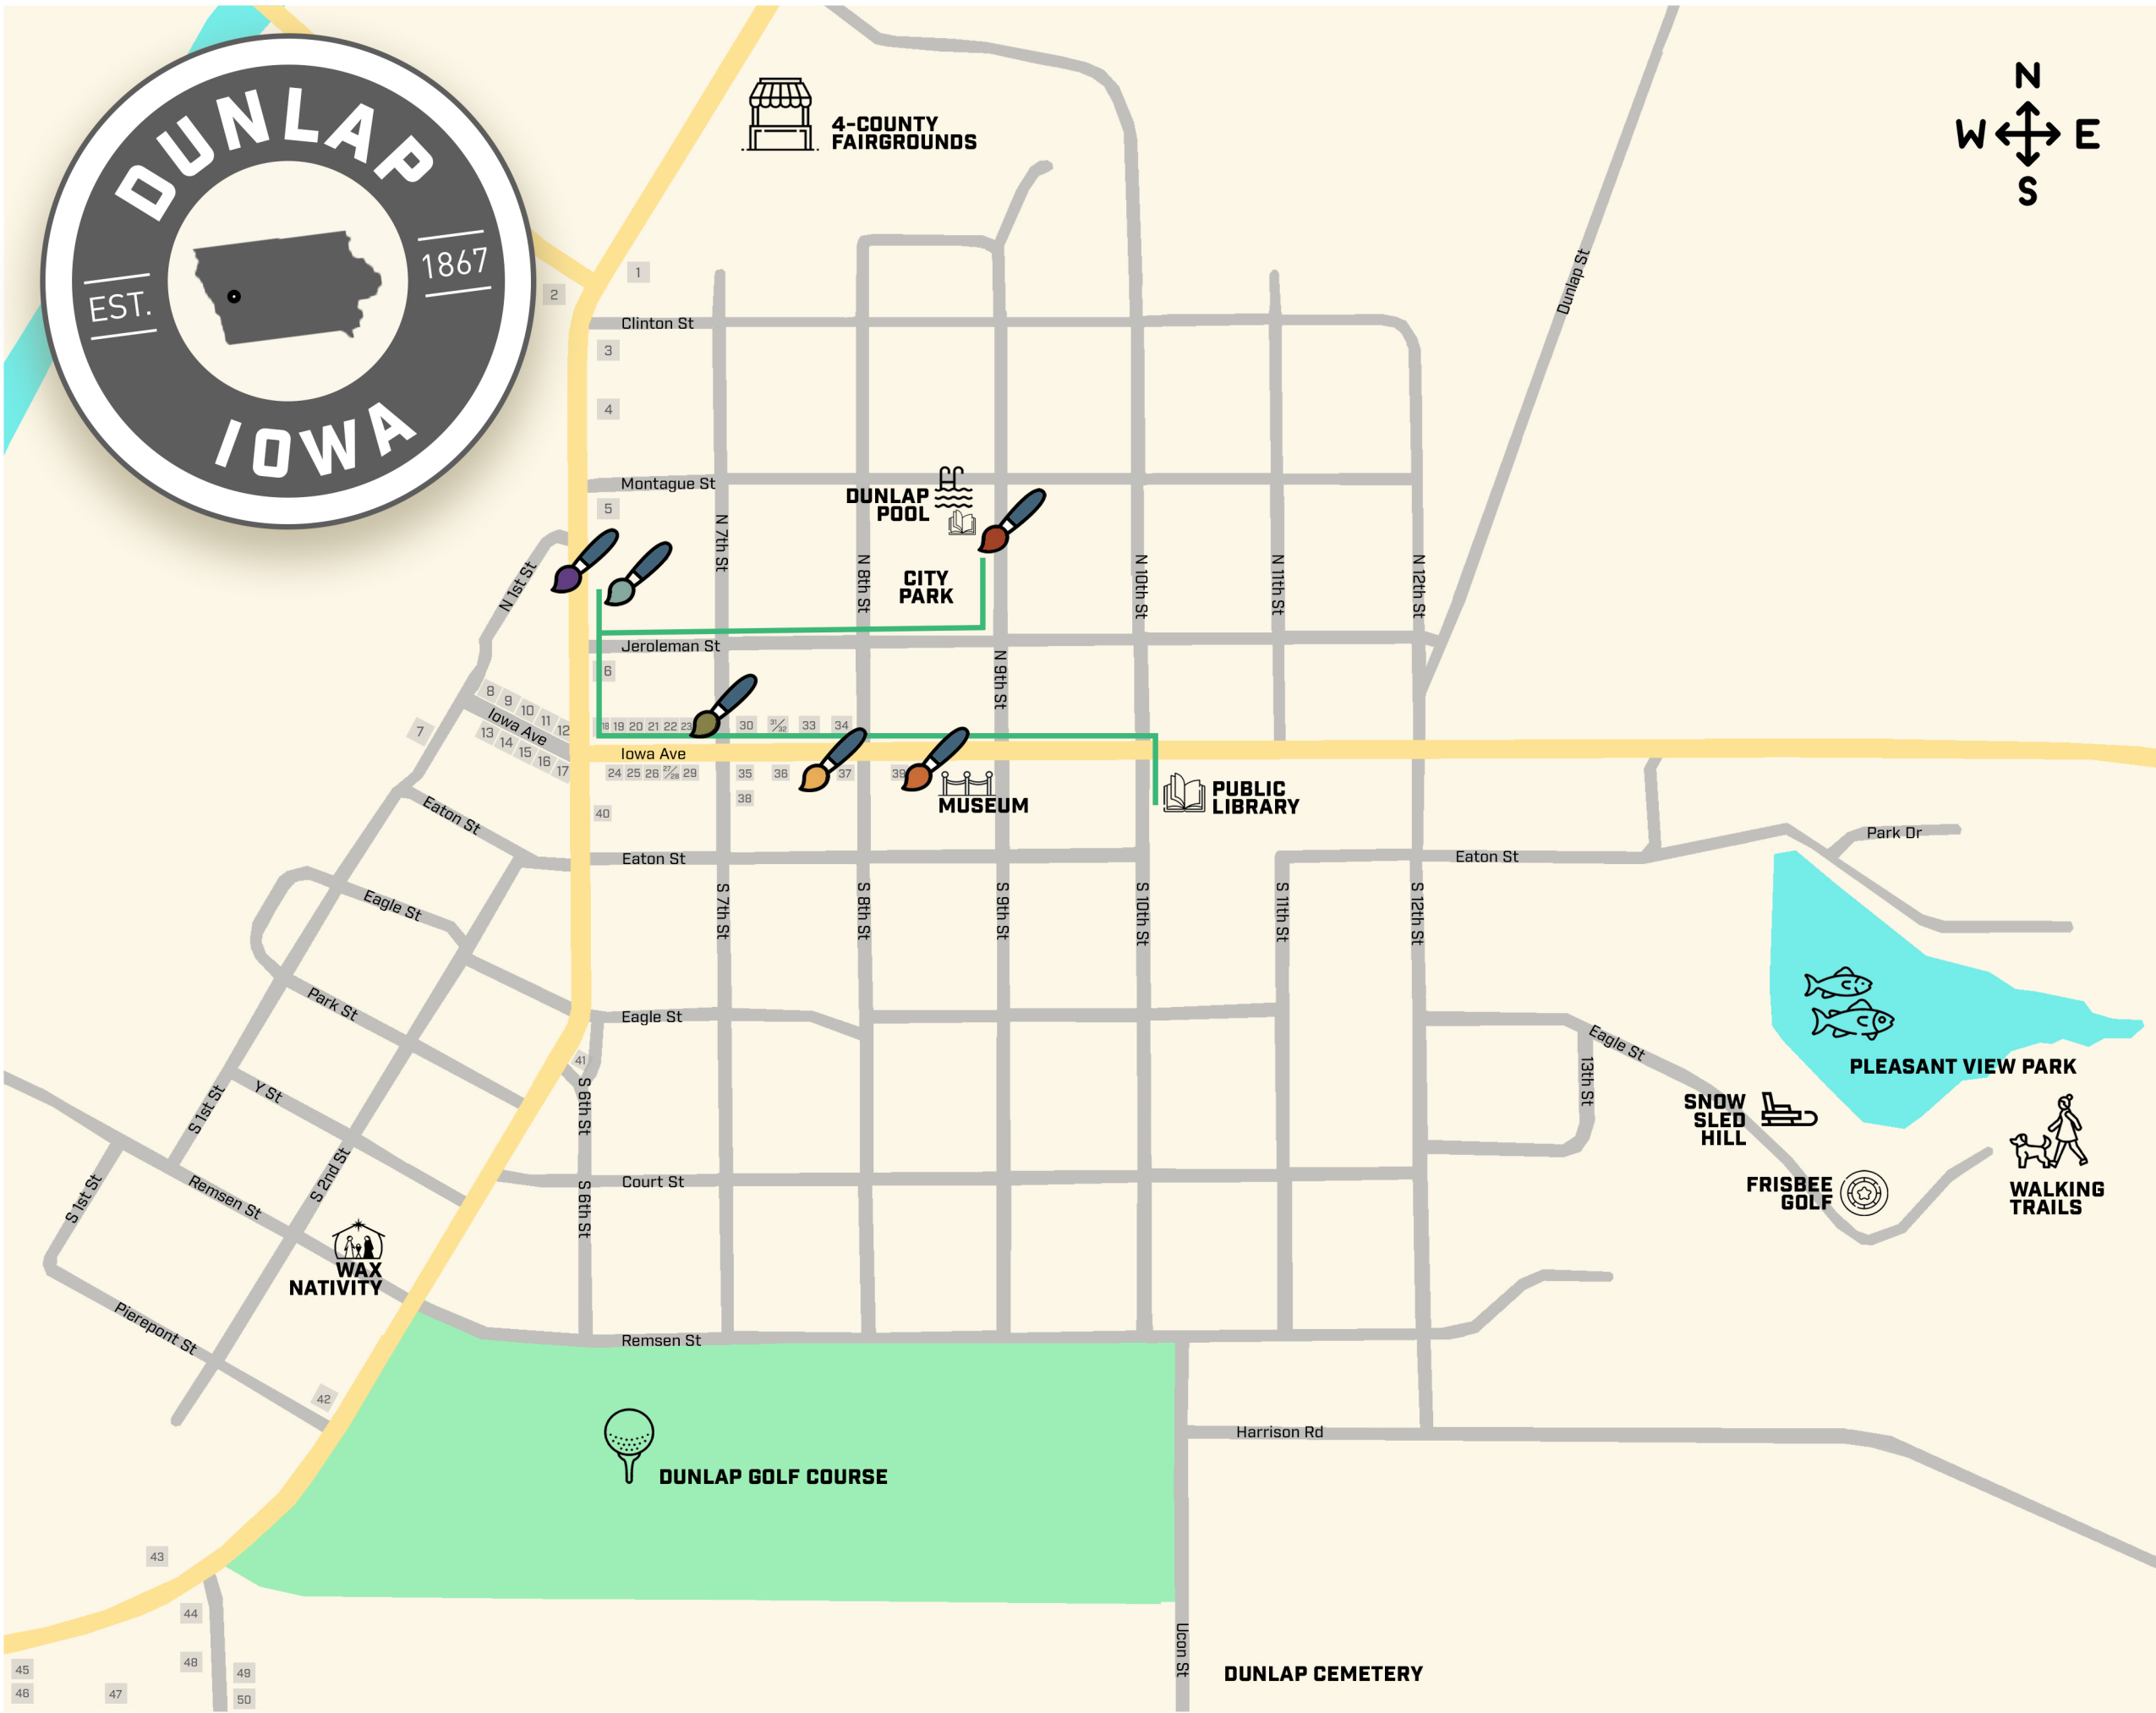 DUNLAP
EST.
1867
IOWA
N
W
E
S
4-COUNTY
FAIRGROUNDS
Dunlap St
1
2
Clinton St
3
4
Montague St
5
DUNLAP
POOL
CITY
PARK
N 1st St
N 7th St
N 8th St
N 9th St
N 10th St
N 11th St
N 12th St
Jeroleman St
6
7
8
9
10
11
12
Iowa Ave
13
14
15
16
17
18 19 20 21 22 23
30
31/32
33
34
Iowa Ave
24 25 26 27/28 29
35
36
37
39
38
40
MUSEUM
PUBLIC
LIBRARY
Eaton St
Eaton St
Eaton St
Park Dr
Eagle St
S 7th St
S 8th St
S 9th St
S 10th St
S 11th St
S 12th St
Park St
Eagle St
Eagle St
41
13th St
PLEASANT VIEW PARK
S 1st St
Y St
S 6th St
SNOW
SLED
HILL
S 2nd St
Court St
FRISBEE
GOLF
WALKING
TRAILS
S 1st St
Remsen St
S 6th St
WAX
NATIVITY
Pierepont St
Remsen St
42
Harrison Rd
DUNLAP GOLF COURSE
43
44
Ucon St
DUNLAP CEMETERY
45
46
47
48
49
50